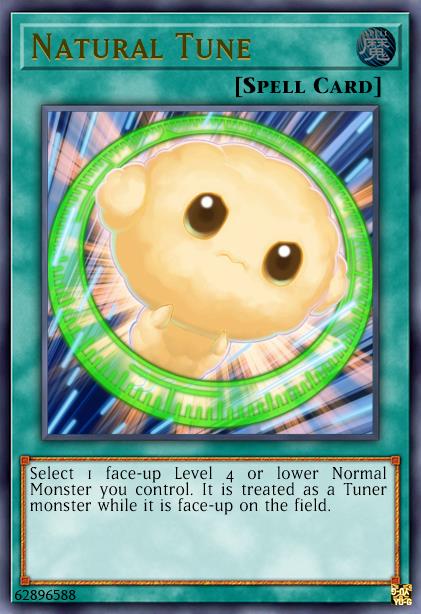 Natural Tune
魔
[Spell Card]
Select 1 face-up Level 4 or lower Normal
Monster you control. It is treated as a Tuner
monster while it is face-up on the field.
62896588